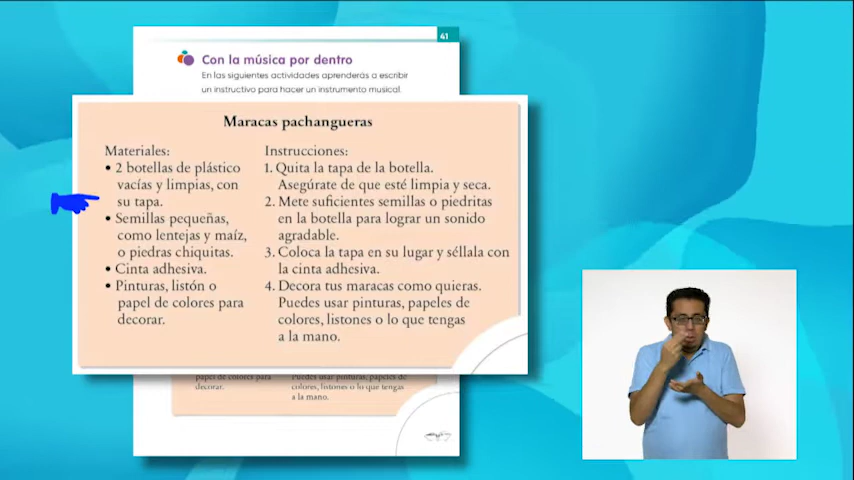 41
Con la música por dentro
En las siguientes actividades aprenderás a escribir
un instructivo para hacer un instrumento musical.
Maracas pachangueras
Materiales:
• 2 botellas de plástico
vacías y limpias, con
su tapa.
• Semillas pequeñas,
como lentejas y maíz,
o piedras chiquitas.
• Cinta adhesiva.
• Pinturas, listón o
papel de colores para
decorar.
Instrucciones:
1. Quita la tapa de la botella.
Asegúrate de que esté limpia y seca.
2. Mete suficientes semillas o piedritas
en la botella para lograr un sonido
agradable.
3. Coloca la tapa en su lugar y séllala con
la cinta adhesiva.
4. Decora tus maracas como quieras.
Puedes usar pinturas, papeles de
colores, listones o lo que tengas
a la mano.
papel de colores para
decorar.
Puedes usar pinturas, papeles de
colores, listones o lo que tengas
a la mano.